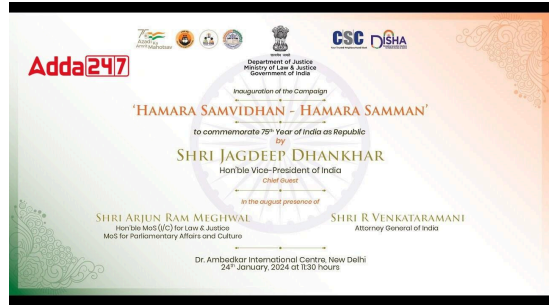 Azadi
Ka Amrit Mahotsav
CSC
DISHA
Adda247
Department of Justice
Ministry of Law & Justice
Government of India
Inauguration of the Campaign
'HAMARA SAMVIDHAN - HAMARA SAMMAN'
to commemorate 75th Year of India as Republic
by
SHRI JAGDEEP DHANKHAR
Hon'ble Vice-President of India
Chief Guest
In the august presence of
SHRI ARJUN RAM MEGHWAL
Hon'ble MoS (I/C) for Law & Justice
MoS for Parliamentary Affairs and Culture
SHRI R VENKATARAMANI
Attorney General of India
Dr. Ambedkar International Centre, New Delhi
24th January, 2024 at 11:30 hours